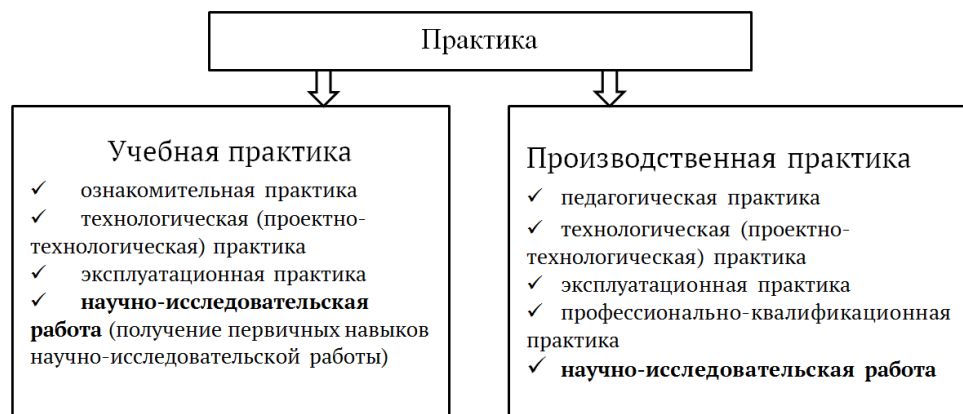 Практика
Учебная практика
✓ ознакомительная практика
✓ технологическая (проектно-
технологическая) практика
✓ эксплуатационная практика
✓ научно-исследовательская
работа (получение первичных навыков
научно-исследовательской работы)
Производственная практика
✓ педагогическая практика
✓ технологическая (проектно-
технологическая) практика
✓ эксплуатационная практика
✓ профессионально-квалификационная
практика
✓ научно-исследовательская работа